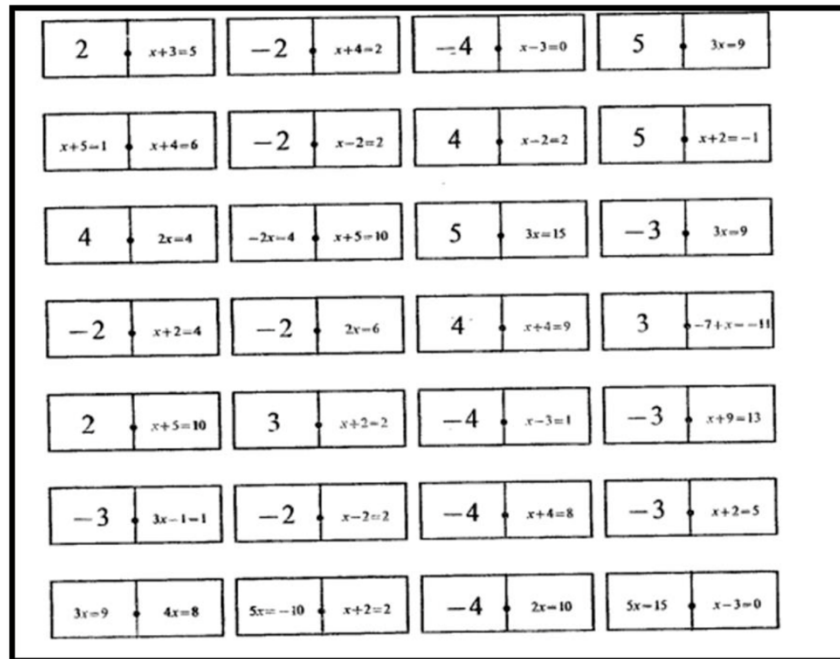 2 x+3=5 −2 x+4=2 −4 x−3=0 5 3x=9
x+5=1 x+4=6 −2 x−2=2 4 x−2=2 5 x+2=−1
4 2x=4 −2x=4 x+5=10 5 3x=15 −3 3x=9
−2 x+2=4 −2 2x=6 4 x+4=9 3 −7+x=−11
2 x+5=10 3 x+2=2 −4 x−3=1 −3 x+9=13
−3 3x−1=1 −2 x−2=2 −4 x+4=8 −3 x+2=5
3x=9 4x=8 5x=−10 x+2=2 −4 2x=10 5x=15 x−3=0